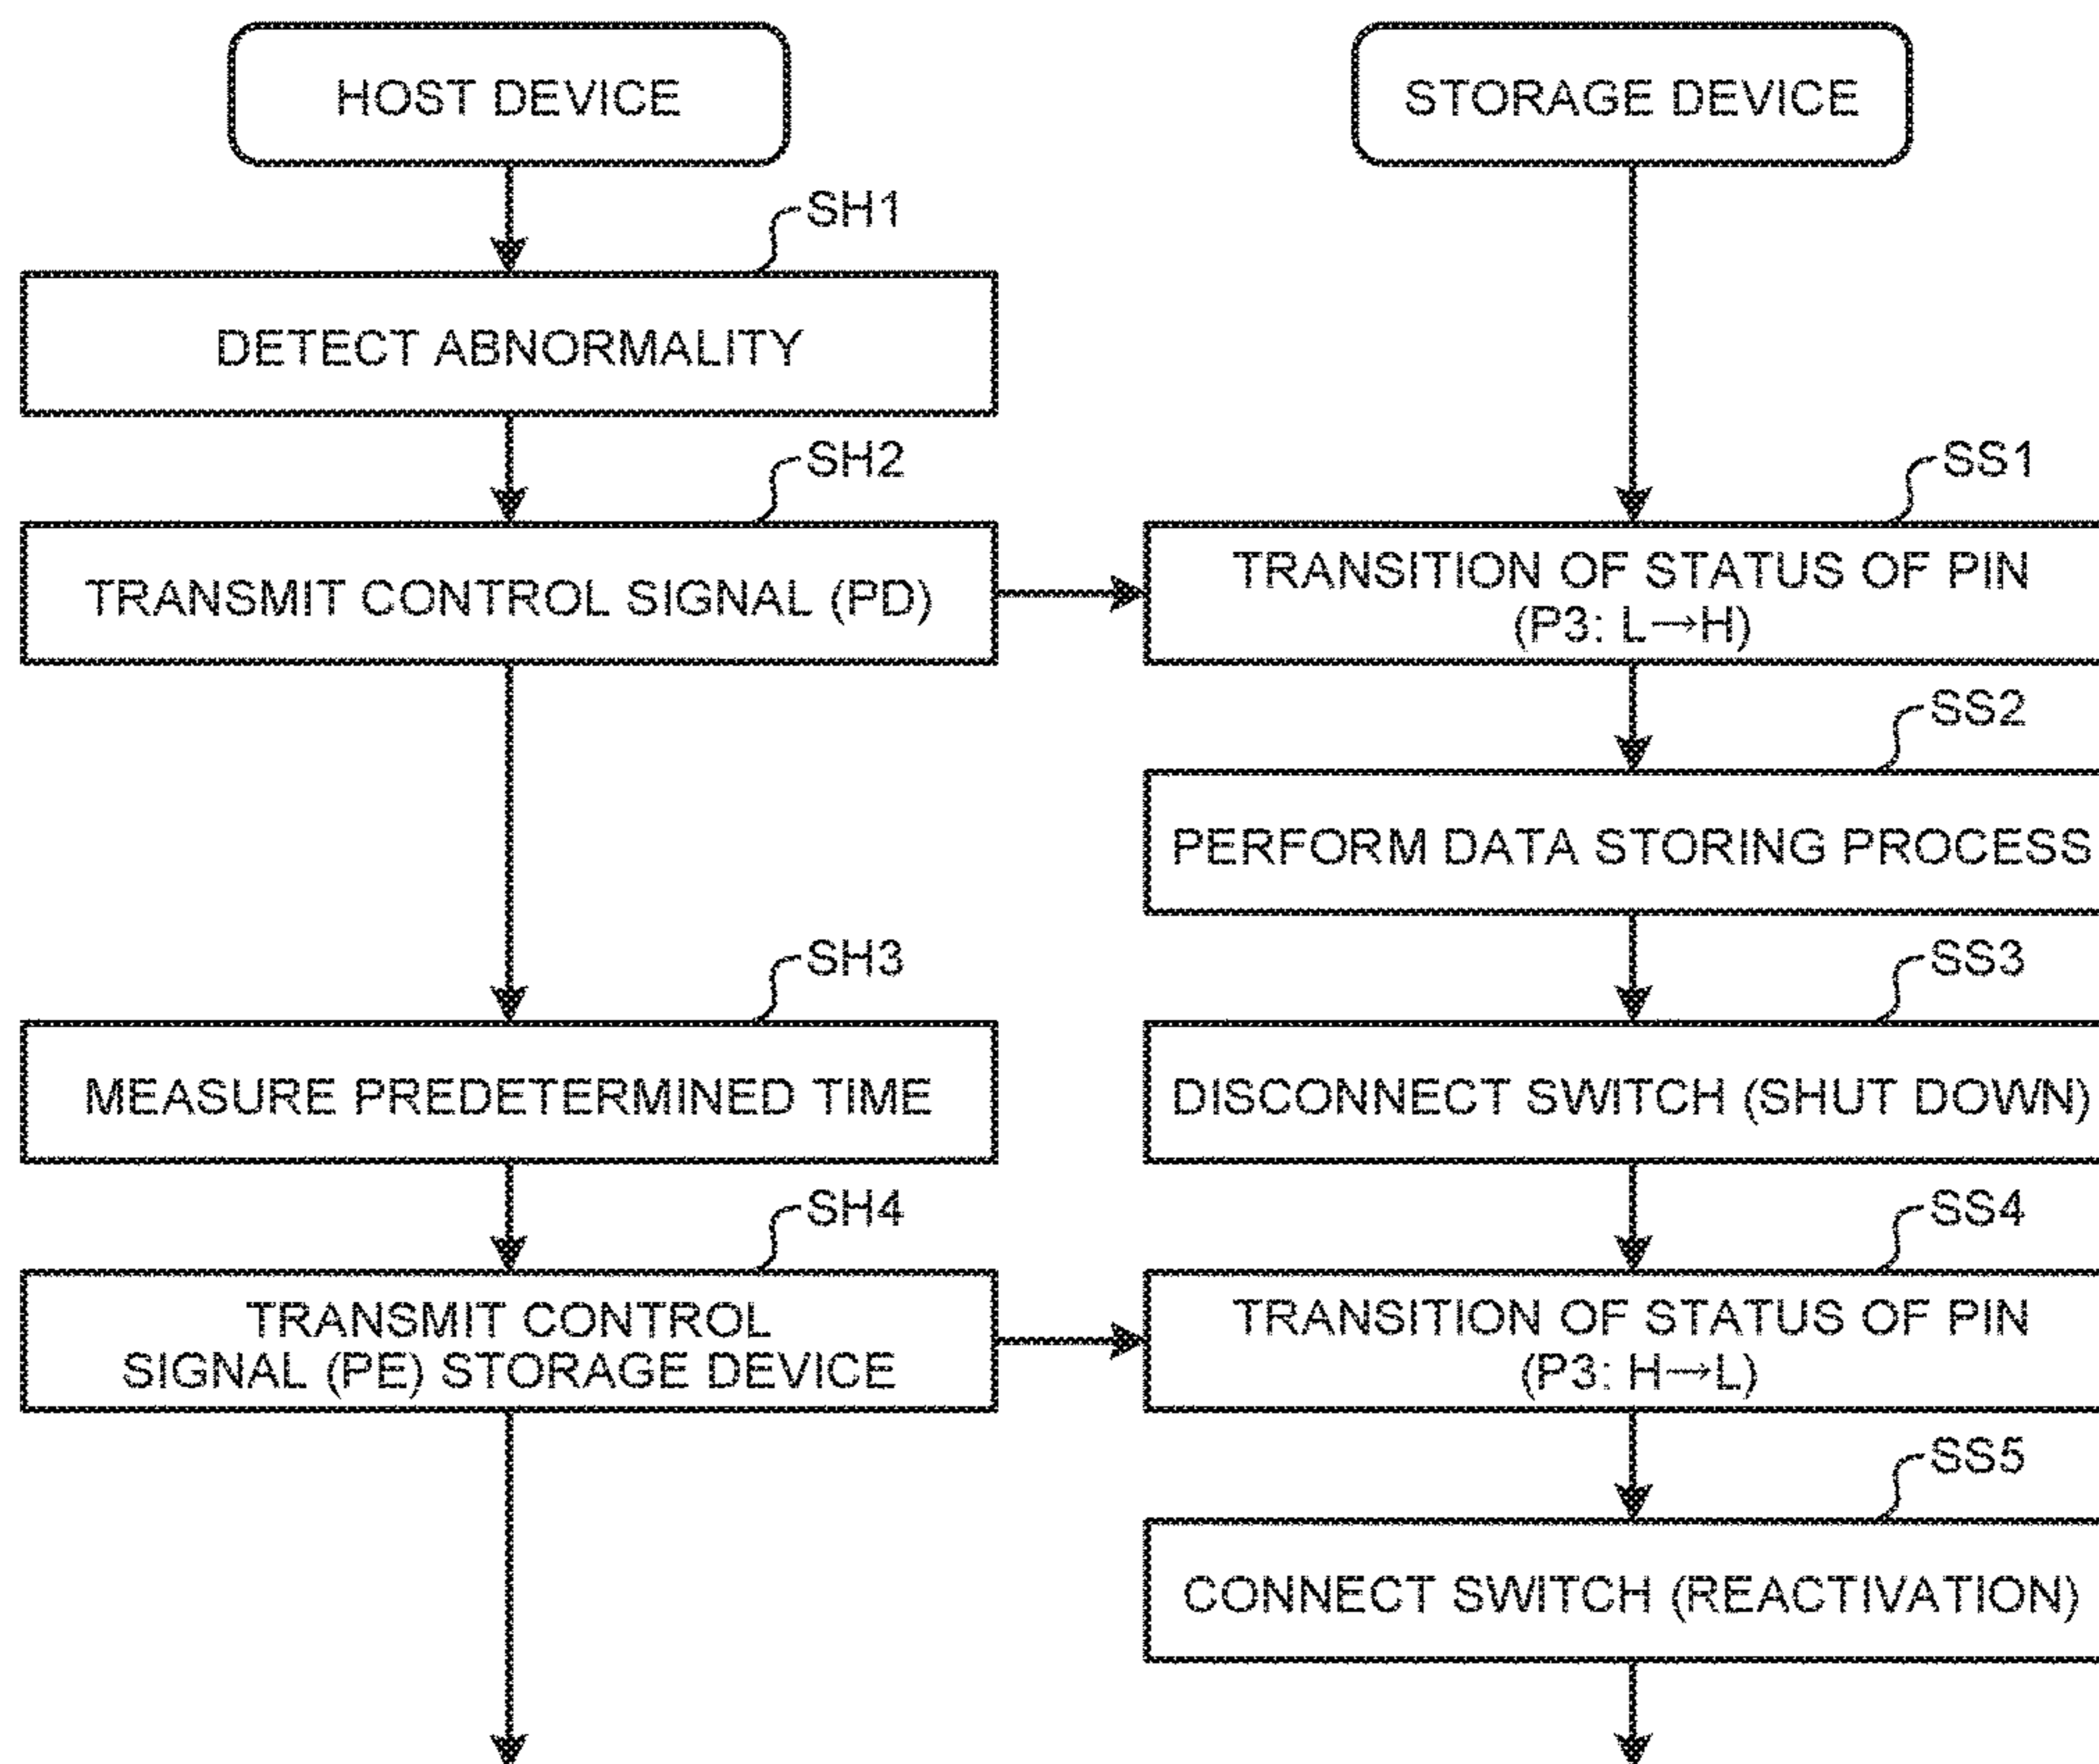 HOST DEVICE
STORAGE DEVICE
SH1
DETECT ABNORMALITY
SH2
SS1
TRANSMIT CONTROL SIGNAL (PD)
TRANSITION OF STATUS OF PIN
(P3: L→H)
SS2
PERFORM DATA STORING PROCESS
SH3
SS3
MEASURE PREDETERMINED TIME
DISCONNECT SWITCH (SHUT DOWN)
SH4
SS4
TRANSMIT CONTROL
SIGNAL (PE) STORAGE DEVICE
TRANSITION OF STATUS OF PIN
(P3: H→L)
SS5
CONNECT SWITCH (REACTIVATION)